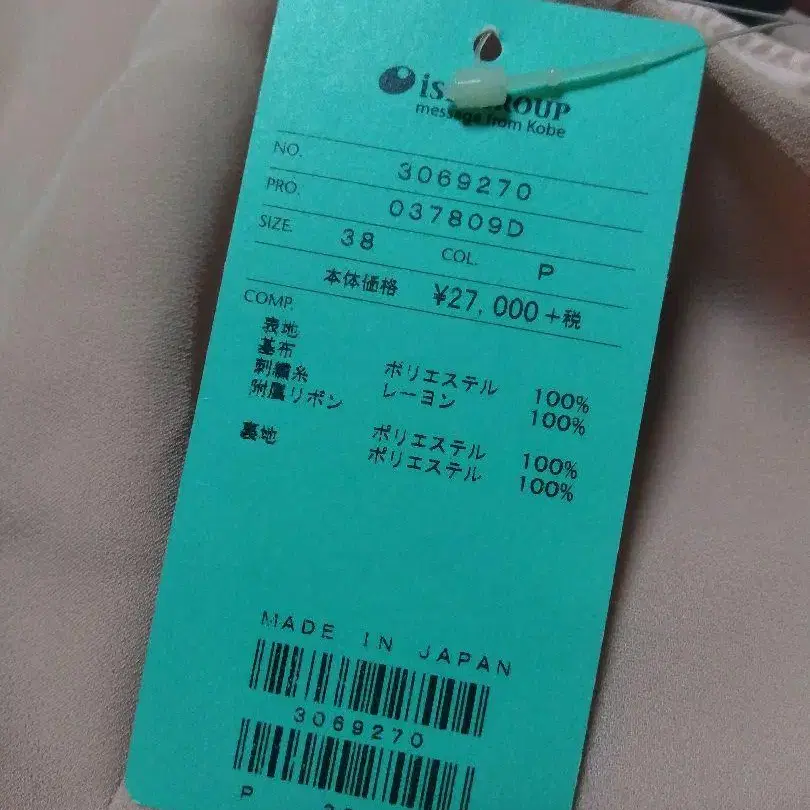 is GROUP
message from Kobe
NO. 3069270
PRO. 037809D
SIZE. 38 COL. P
本体価格 ¥27,000+税
COMP.
表地
基布 ポリエステル 100%
刺繍糸 レーヨン 100%
附属リボン ポリエステル 100%
裏地 ポリエステル 100%
MADE IN JAPAN
3069270
P